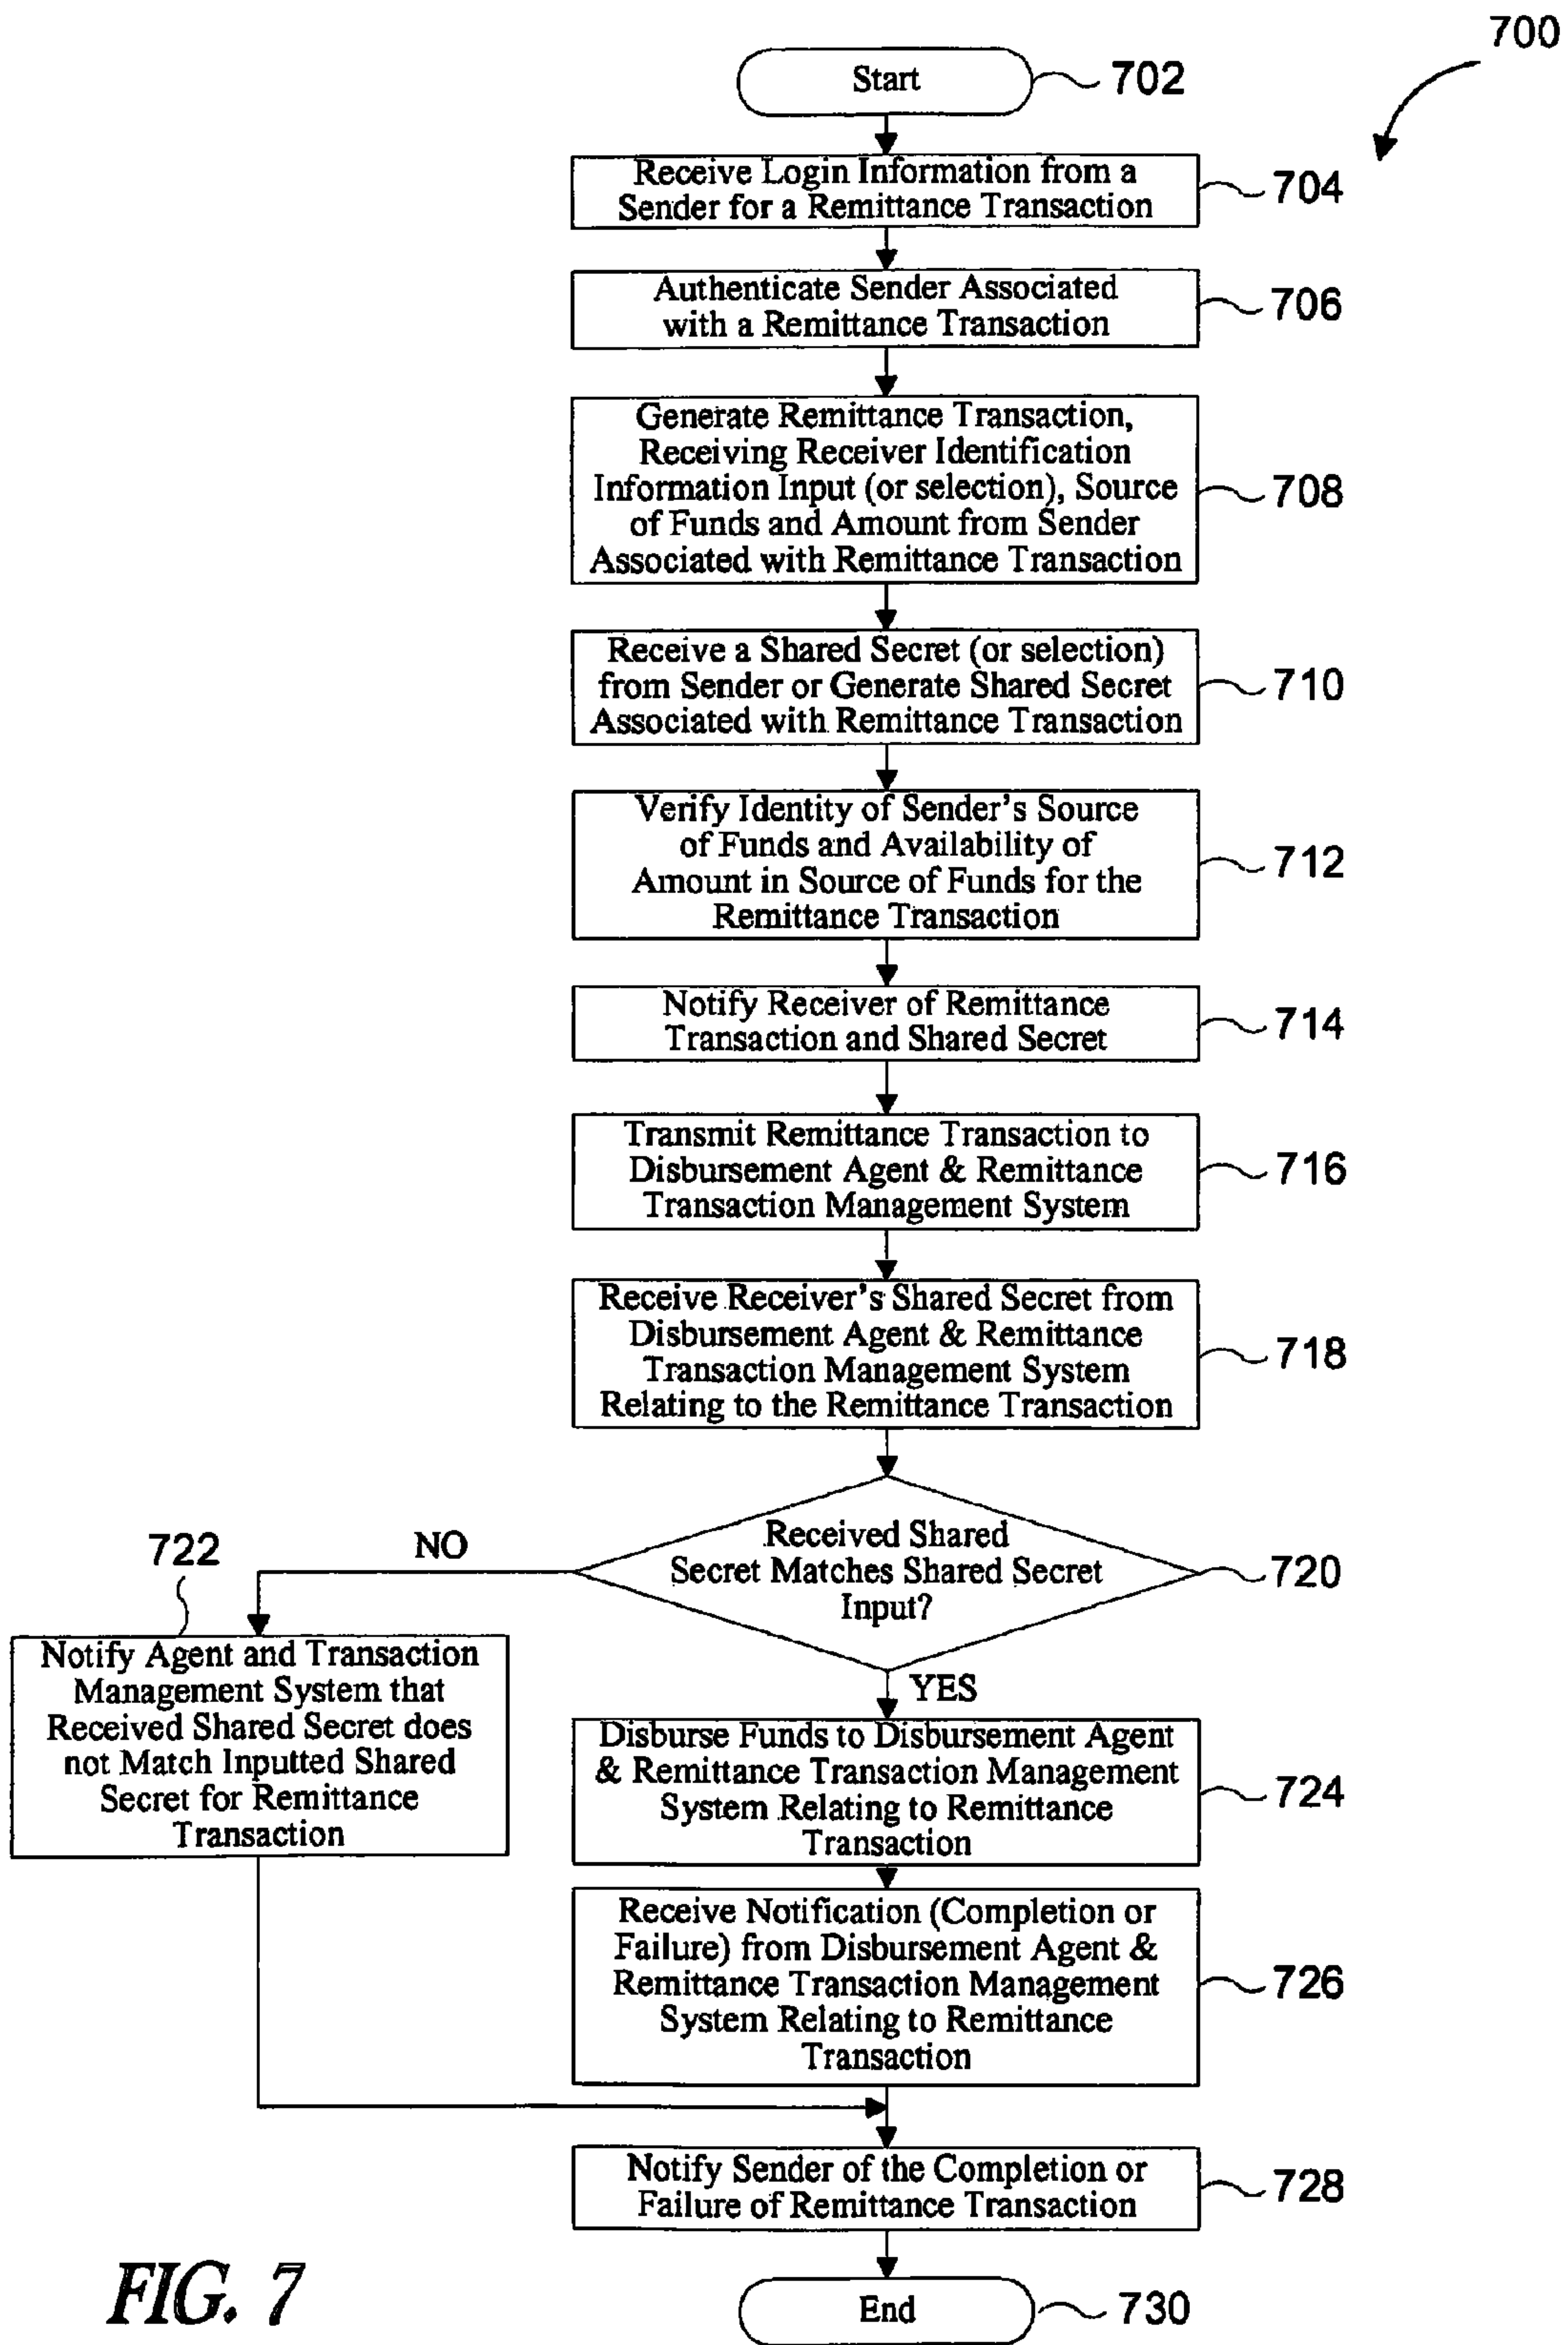 700
Start
702
Receive Login Information from a
Sender for a Remittance Transaction
704
Authenticate Sender Associated
with a Remittance Transaction
706
Generate Remittance Transaction,
Receiving Receiver Identification
Information Input (or selection), Source
of Funds and Amount from Sender
Associated with Remittance Transaction
708
Receive a Shared Secret (or selection)
from Sender or Generate Shared Secret
Associated with Remittance Transaction
710
Verify Identity of Sender's Source
of Funds and Availability of
Amount in Source of Funds for the
Remittance Transaction
712
Notify Receiver of Remittance
Transaction and Shared Secret
714
Transmit Remittance Transaction to
Disbursement Agent & Remittance
Transaction Management System
716
Receive Receiver's Shared Secret from
Disbursement Agent & Remittance
Transaction Management System
Relating to the Remittance Transaction
718
Received Shared
Secret Matches Shared Secret
Input?
720
NO
722
Notify Agent and Transaction
Management System that
Received Shared Secret does
not Match Inputted Shared
Secret for Remittance
Transaction
YES
Disburse Funds to Disbursement Agent
& Remittance Transaction Management
System Relating to Remittance
Transaction
724
Receive Notification (Completion or
Failure) from Disbursement Agent &
Remittance Transaction Management
System Relating to Remittance
Transaction
726
Notify Sender of the Completion or
Failure of Remittance Transaction
728
End
730
FIG. 7